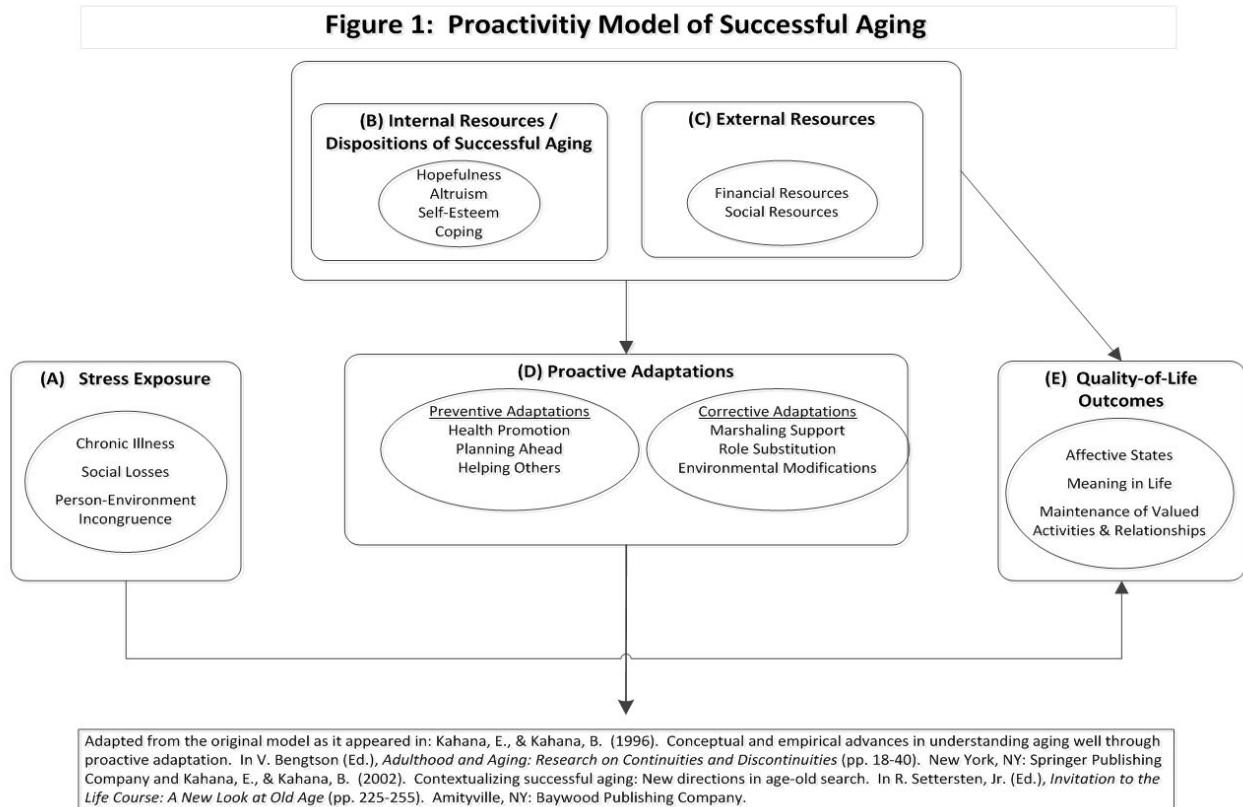 Figure 1: Proactivitiy Model of Successful Aging
(B) Internal Resources /
Dispositions of Successful Aging
Hopefulness
Altruism
Self-Esteem
Coping
(C) External Resources
Financial Resources
Social Resources
(A) Stress Exposure
Chronic Illness
Social Losses
Person-Environment
Incongruence
(D) Proactive Adaptations
Preventive Adaptations
Health Promotion
Planning Ahead
Helping Others
Corrective Adaptations
Marshaling Support
Role Substitution
Environmental Modifications
(E) Quality-of-Life
Outcomes
Affective States
Meaning in Life
Maintenance of Valued
Activities & Relationships
Adapted from the original model as it appeared in: Kahana, E., & Kahana, B. (1996). Conceptual and empirical advances in understanding aging well through
proactive adaptation. In V. Bengtson (Ed.), Adulthood and Aging: Research on Continuities and Discontinuities (pp. 18-40). New York, NY: Springer Publishing
Company and Kahana, E., & Kahana, B. (2002). Contextualizing successful aging: New directions in age-old search. In R. Settersten, Jr. (Ed.), Invitation to the
Life Course: A New Look at Old Age (pp. 225-255). Amityville, NY: Baywood Publishing Company.